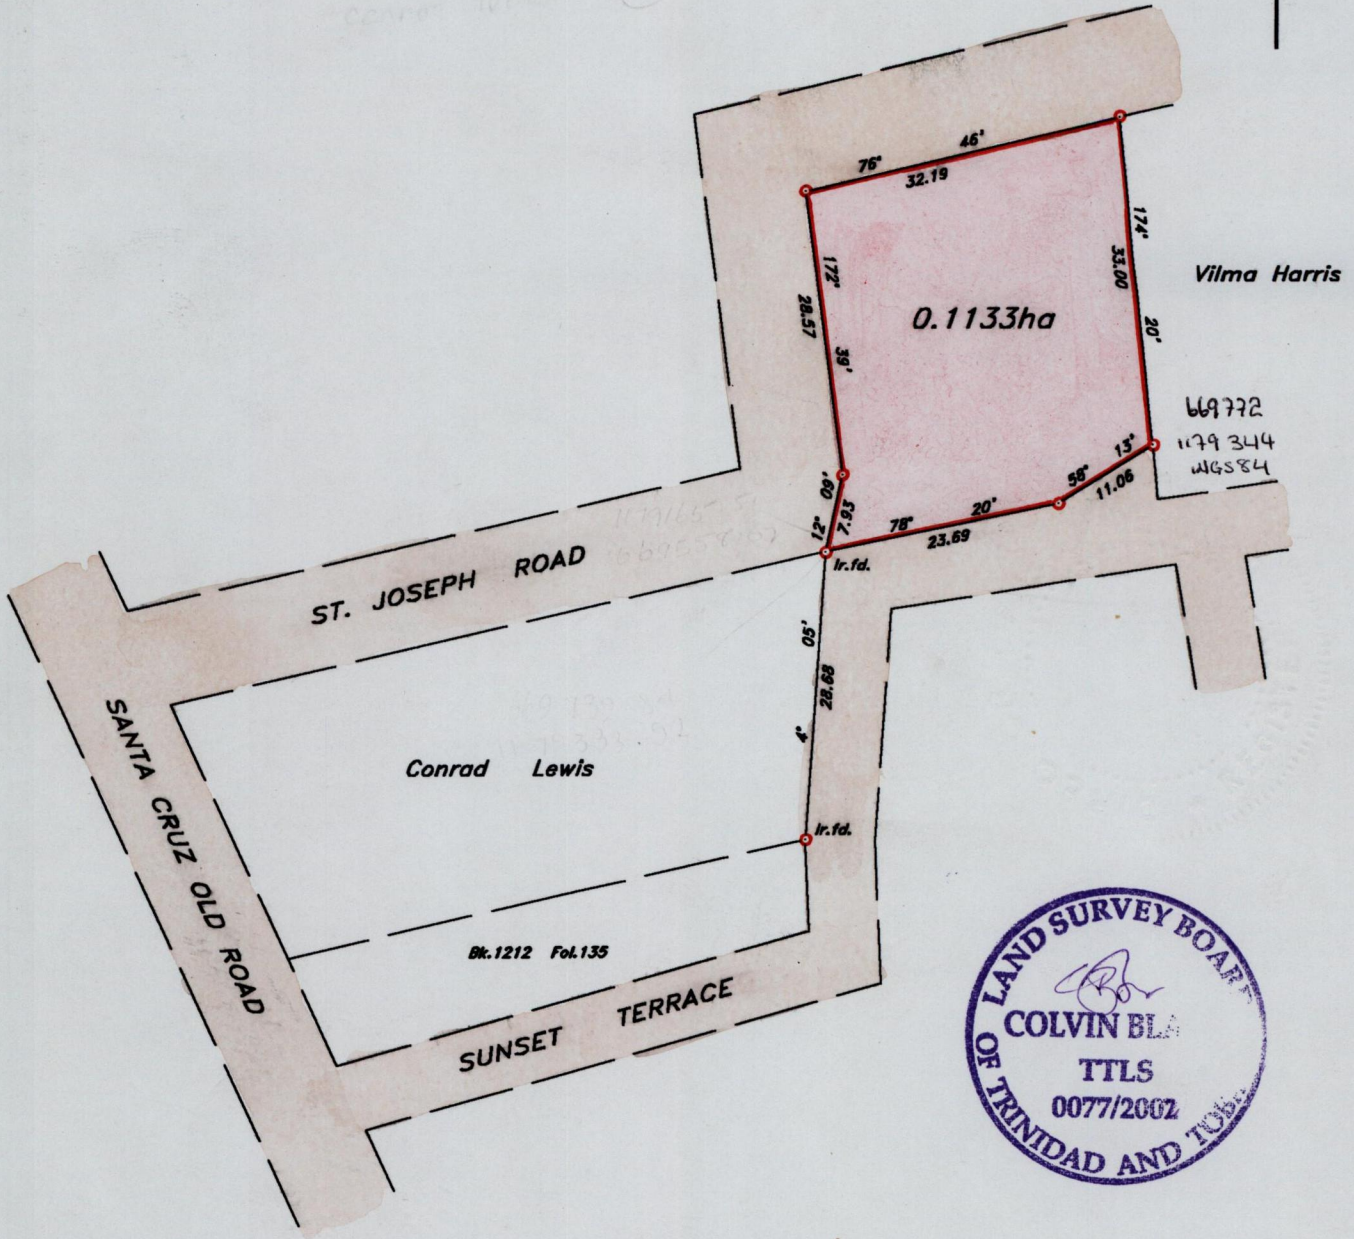 46'
76°
32.19
174°
33.00
20'
Vilma Harris
172°
28.57
39'
0.1133ha
669772
1179 344
WGS84
13'
58°
11.06
09'
12°
7.93
20'
78°
23.69
Ir.fd.
ST. JOSEPH ROAD
05'
28.68
4°
SANTA CRUZ OLD ROAD
Conrad Lewis
Ir.fd.
Bk.1212 Fol.135
SUNSET TERRACE
LAND SURVEY BOARD
COLVIN
TTLS
0077/2002
OF TRINIDAD AND